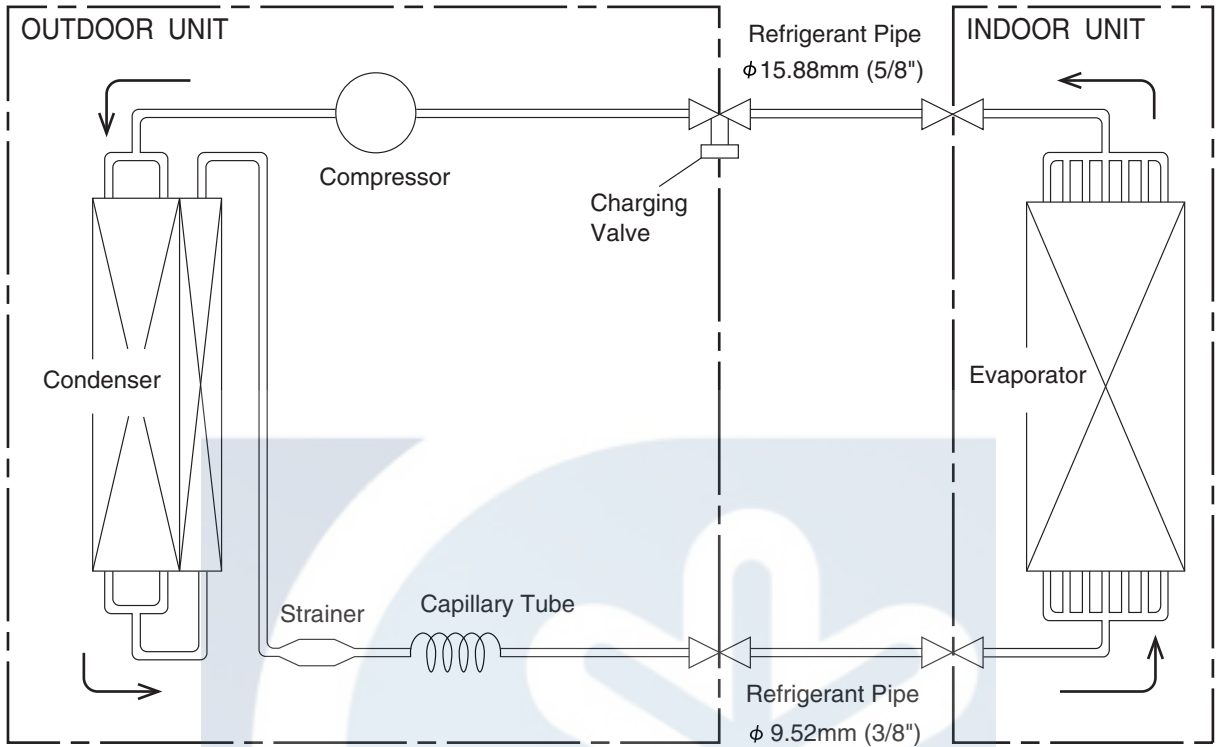 OUTDOOR UNIT
Refrigerant Pipe
ϕ15.88mm (5/8")
INDOOR UNIT
Compressor
Charging
Valve
Condenser
Evaporator
Strainer
Capillary Tube
Refrigerant Pipe
ϕ 9.52mm (3/8")